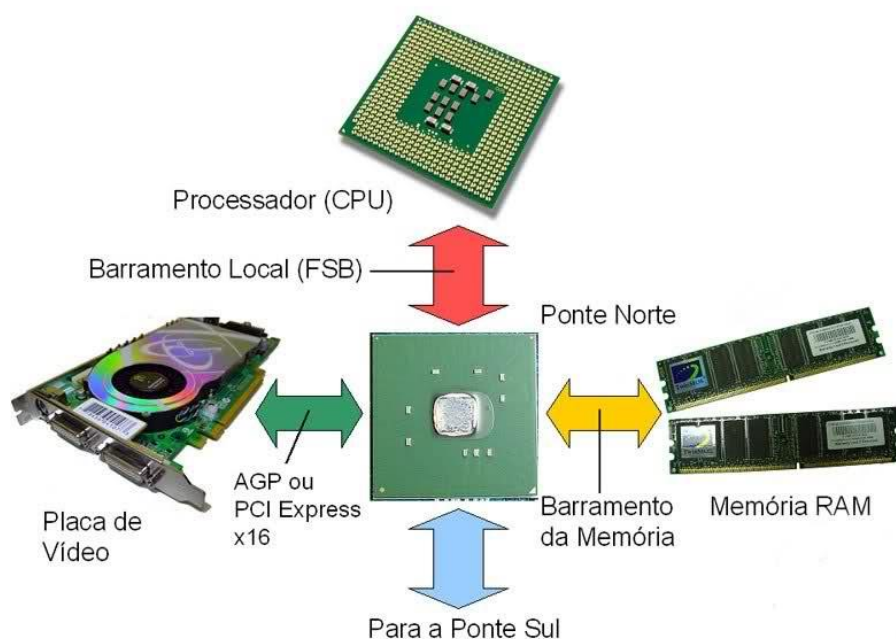 Processador (CPU)
Barramento Local (FSB)
Ponte Norte
AGP ou
PCI Express
x16
Placa de
Vídeo
Barramento
da Memória
Memória RAM
Para a Ponte Sul